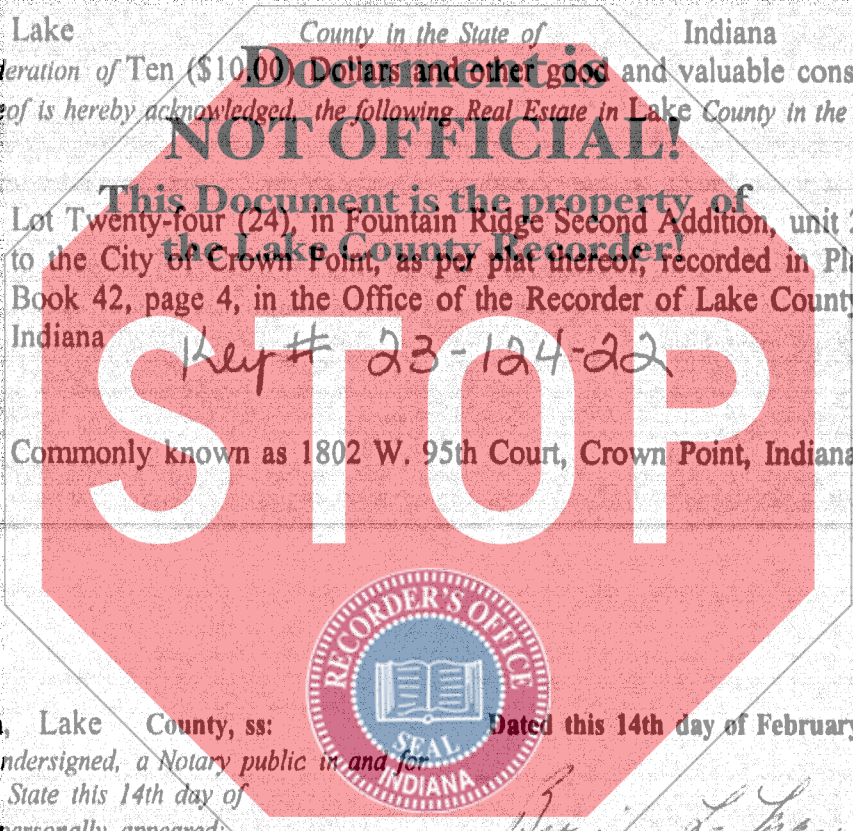 Lake County in the State of Indiana
eration of Ten ($10.00) Dollars and other good and valuable cons
Document is
eof is hereby acknowledged, the following Real Estate in Lake County in the
NOT OFFICIAL!
This Document is the property of
Lot Twenty-four (24), in Fountain Ridge Second Addition, unit 2
the Lake County Recorder!
to the City of Crown Point, as per plat thereof, recorded in Pl
Book 42, page 4, in the Office of the Recorder of Lake County
Indiana
Key # 23-124-22
STOP
Commonly known as 1802 W. 95th Court, Crown Point, Indiana
RECORDER'S OFFICE
SEAL
INDIANA
Lake County, ss: Dated this 14th day of February
ndersigned, a Notary public in and for
State this 14th day of
personally appeared: